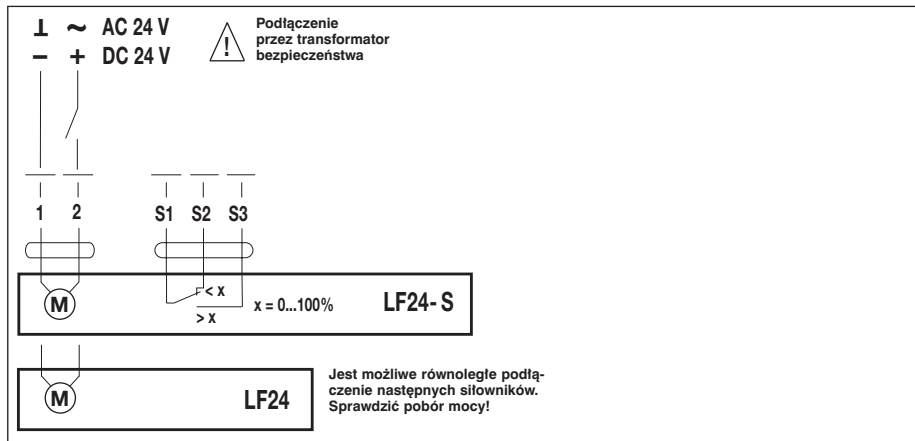 ⊥ ~ AC 24 V
− + DC 24 V
!
Podłączenie
przez transformator
bezpieczeństwa
1 2 S1 S2 S3
M
< x
> x
x = 0...100%
LF24- S
M
LF24
Jest możliwe równoległe podłą-
czenie następnych siłowników.
Sprawdzić pobór mocy!